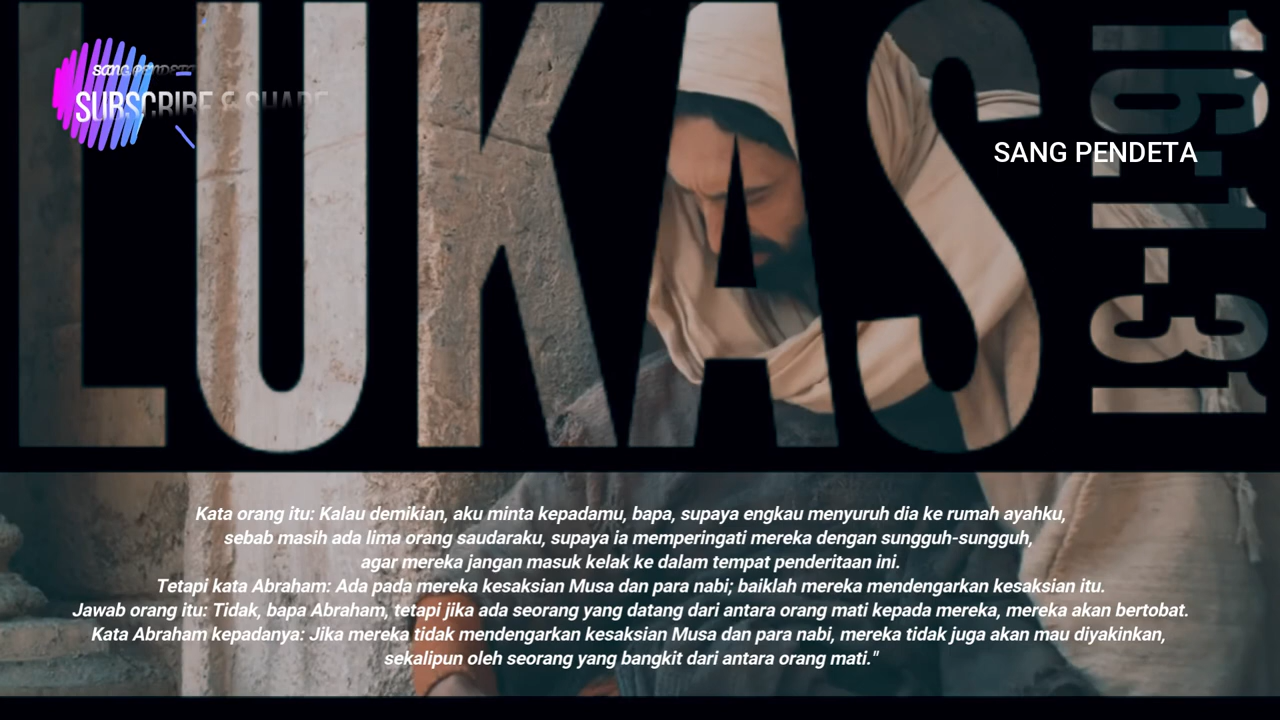 LUKAS
16:1-31
SANG PENDETA
SUBSCRIBE & SHARE
SANG PENDETA
Kata orang itu: Kalau demikian, aku minta kepadamu, bapa, supaya engkau menyuruh dia ke rumah ayahku,
sebab masih ada lima orang saudaraku, supaya ia memperingati mereka dengan sungguh-sungguh,
agar mereka jangan masuk kelak ke dalam tempat penderitaan ini.
Tetapi kata Abraham: Ada pada mereka kesaksian Musa dan para nabi; baiklah mereka mendengarkan kesaksian itu.
Jawab orang itu: Tidak, bapa Abraham, tetapi jika ada seorang yang datang dari antara orang mati kepada mereka, mereka akan bertobat.
Kata Abraham kepadanya: Jika mereka tidak mendengarkan kesaksian Musa dan para nabi, mereka tidak juga akan mau diyakinkan,
sekalipun oleh seorang yang bangkit dari antara orang mati."